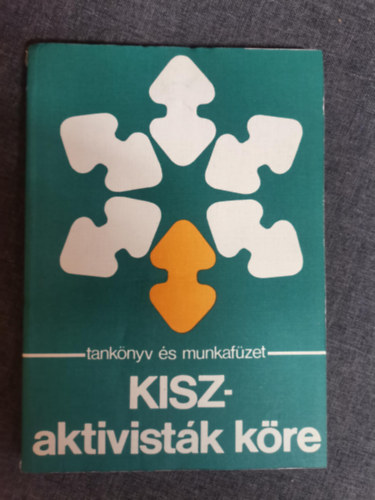 tankönyv és munkafüzet
KISZ-
aktivisták köre